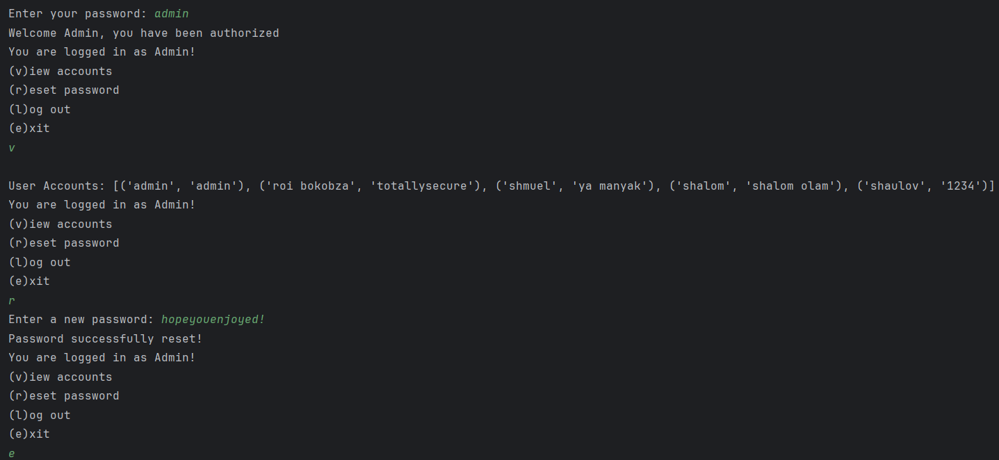 Enter your password: admin
Welcome Admin, you have been authorized
You are logged in as Admin!
(v)iew accounts
(r)eset password
(l)og out
(e)xit
v
User Accounts: [('admin', 'admin'), ('roi bokobza', 'totallysecure'), ('shmuel', 'ya manyak'), ('shalom', 'shalom olam'), ('shaulov', '1234')]
You are logged in as Admin!
(v)iew accounts
(r)eset password
(l)og out
(e)xit
r
Enter a new password: hopeyouenjoyed!
Password successfully reset!
You are logged in as Admin!
(v)iew accounts
(r)eset password
(l)og out
(e)xit
e